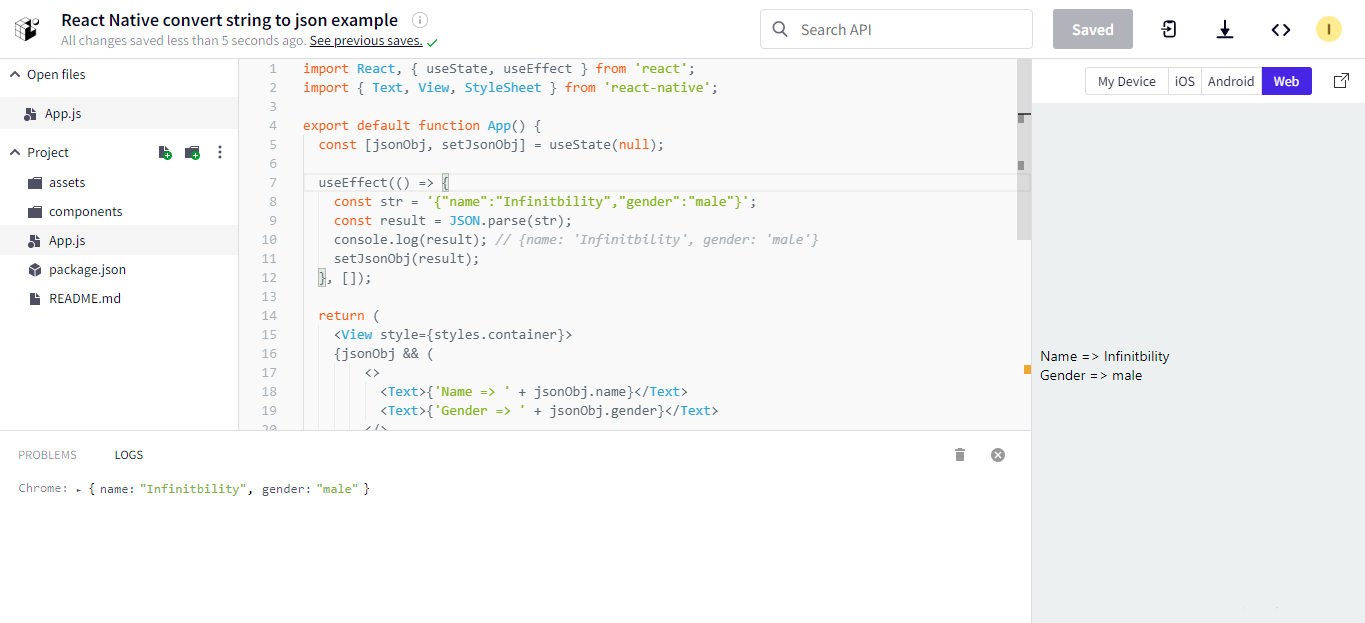 React Native convert string to json example
All changes saved less than 5 seconds ago. See previous saves.
Search API
Saved
I
Open files
App.js
Project
assets
components
App.js
package.json
README.md
1 import React, { useState, useEffect } from 'react';
2 import { Text, View, StyleSheet } from 'react-native';
3
4 export default function App() {
5 const [jsonObj, setJsonObj] = useState(null);
6
7 useEffect(() => {
8 const str = '{"name":"Infinitbility","gender":"male"}';
9 const result = JSON.parse(str);
10 console.log(result); // {name: 'Infinitbility', gender: 'male'}
11 setJsonObj(result);
12 }, []);
13
14 return (
15 <View style={styles.container}>
16 {jsonObj && (
17 <>
18 <Text>{'Name => ' + jsonObj.name}</Text>
19 <Text>{'Gender => ' + jsonObj.gender}</Text>
20 </>
My Device
iOS
Android
Web
Name => Infinitbility
Gender => male
PROBLEMS
LOGS
Chrome: ▸ { name: "Infinitbility", gender: "male" }